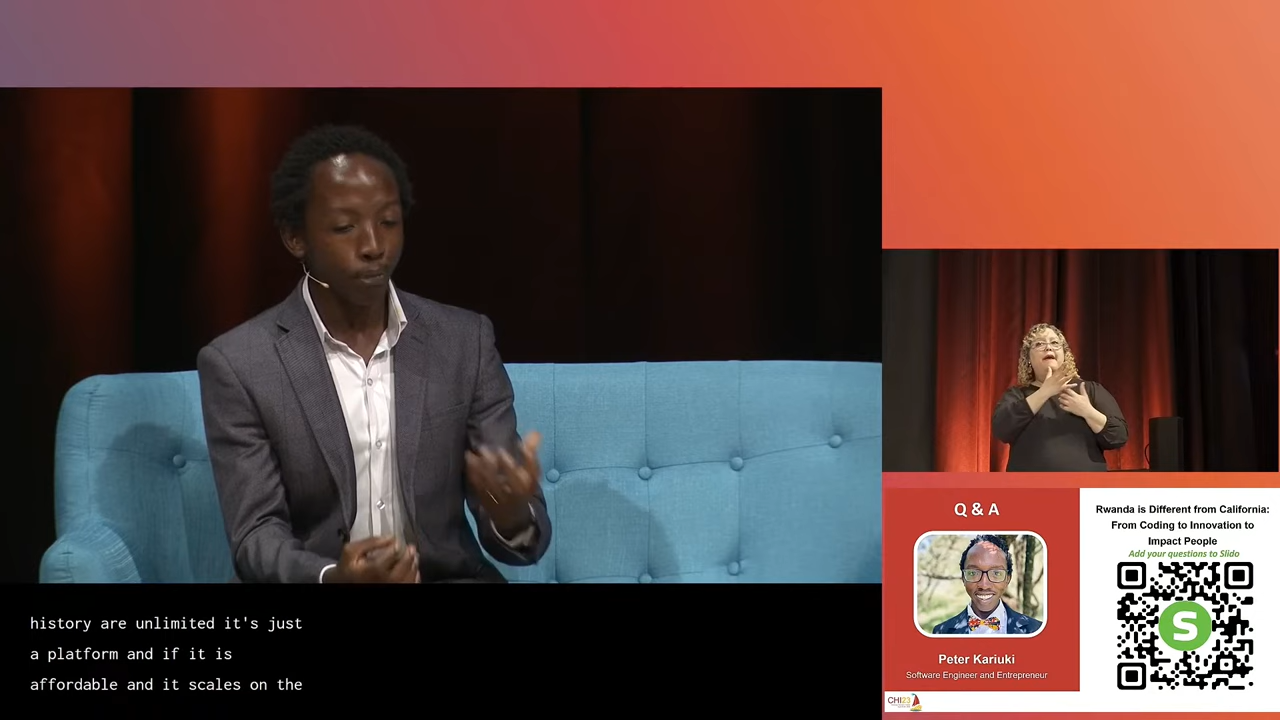 history are unlimited it's just
a platform and if it is
affordable and it scales on the
Q & A
Peter Kariuki
Software Engineer and Entrepreneur
CHI23
Rwanda is Different from California:
From Coding to Innovation to
Impact People
Add your questions to Slido
S